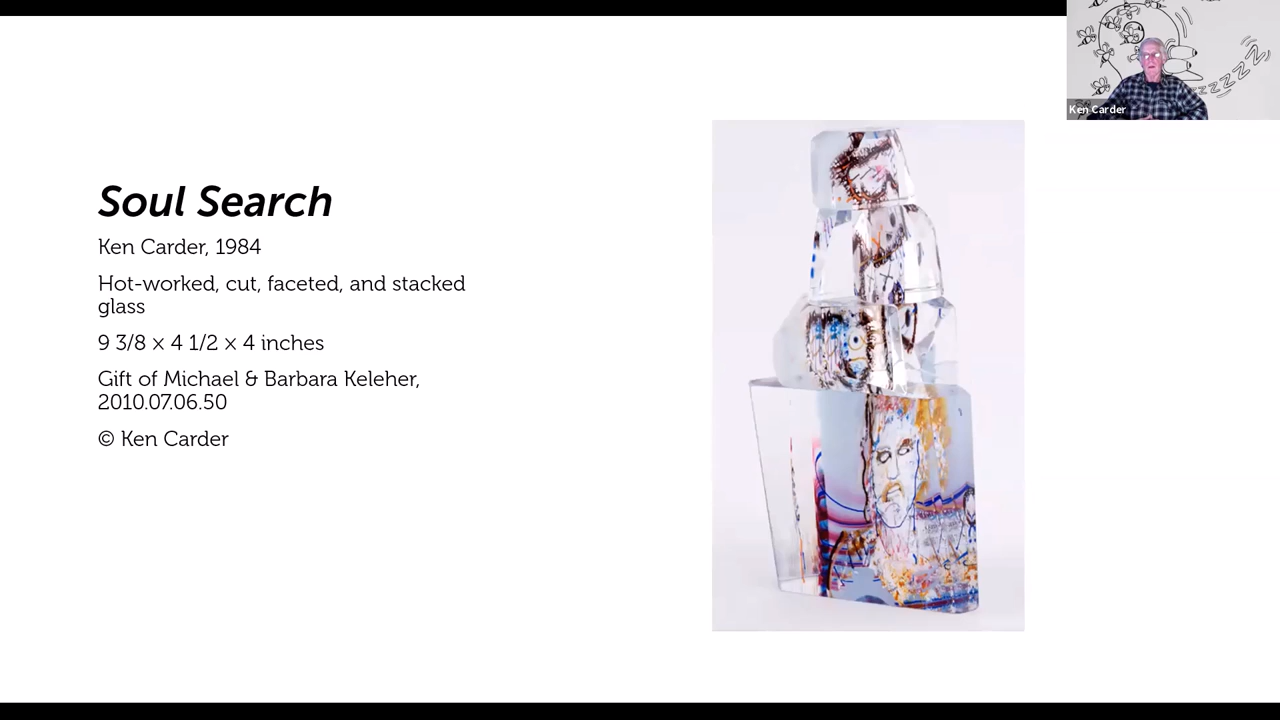 Soul Search
Ken Carder, 1984
Hot-worked, cut, faceted, and stacked
glass
9 3/8 × 4 1/2 × 4 inches
Gift of Michael & Barbara Keleher,
2010.07.06.50
© Ken Carder
Ken Carder
zzzzZZZZ